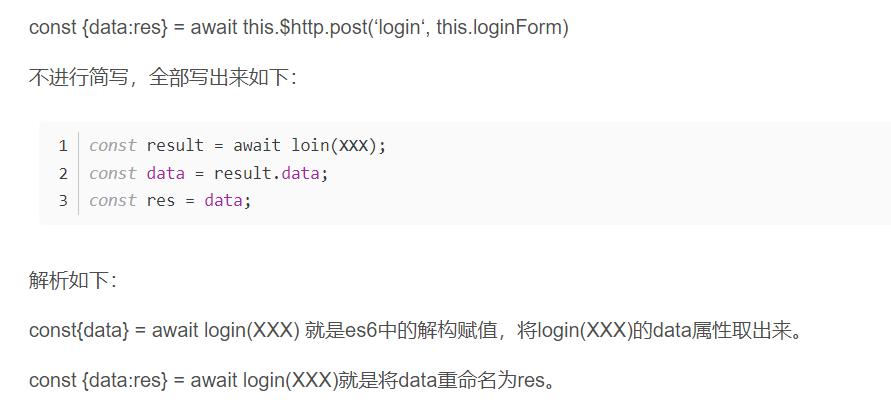 const {data:res} = await this.$http.post(‘login‘, this.loginForm)
不进行简写，全部写出来如下：
1 const result = await loin(XXX);
2 const data = result.data;
3 const res = data;
解析如下：
const{data} = await login(XXX) 就是es6中的解构赋值，将login(XXX)的data属性取出来。
const {data:res} = await login(XXX)就是将data重命名为res。